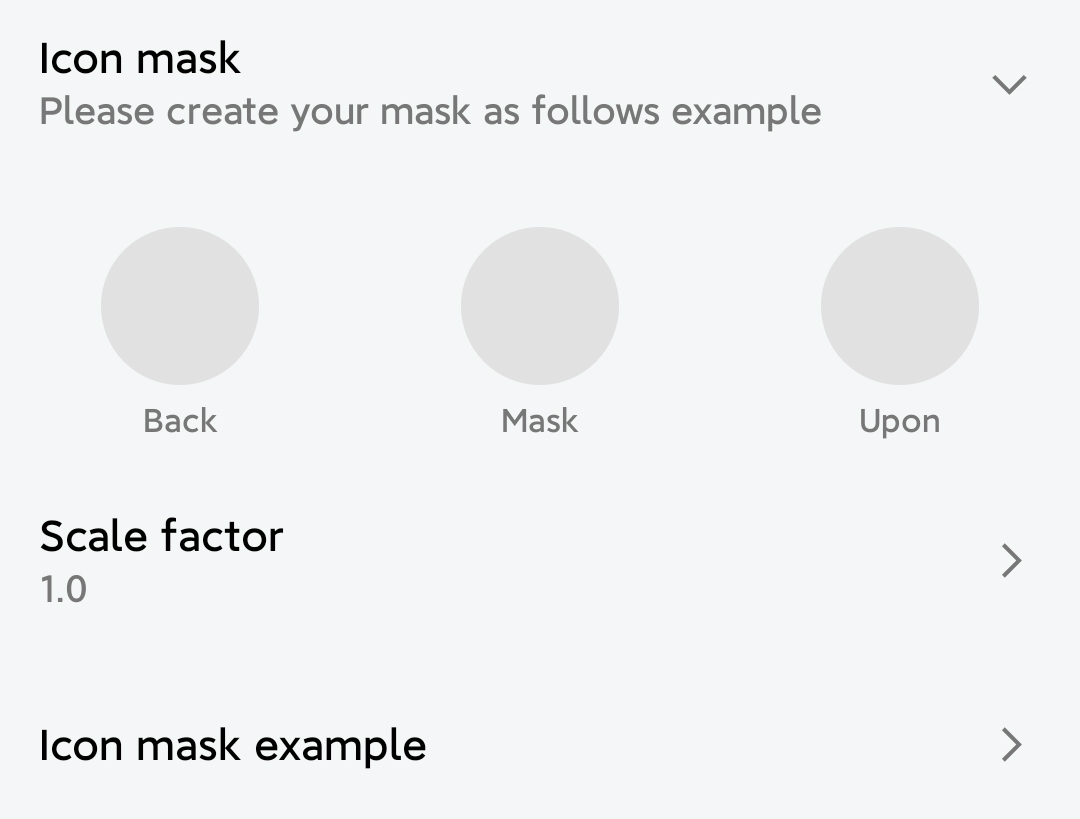 Icon mask
Please create your mask as follows example
Back
Mask
Upon
Scale factor
1.0
Icon mask example